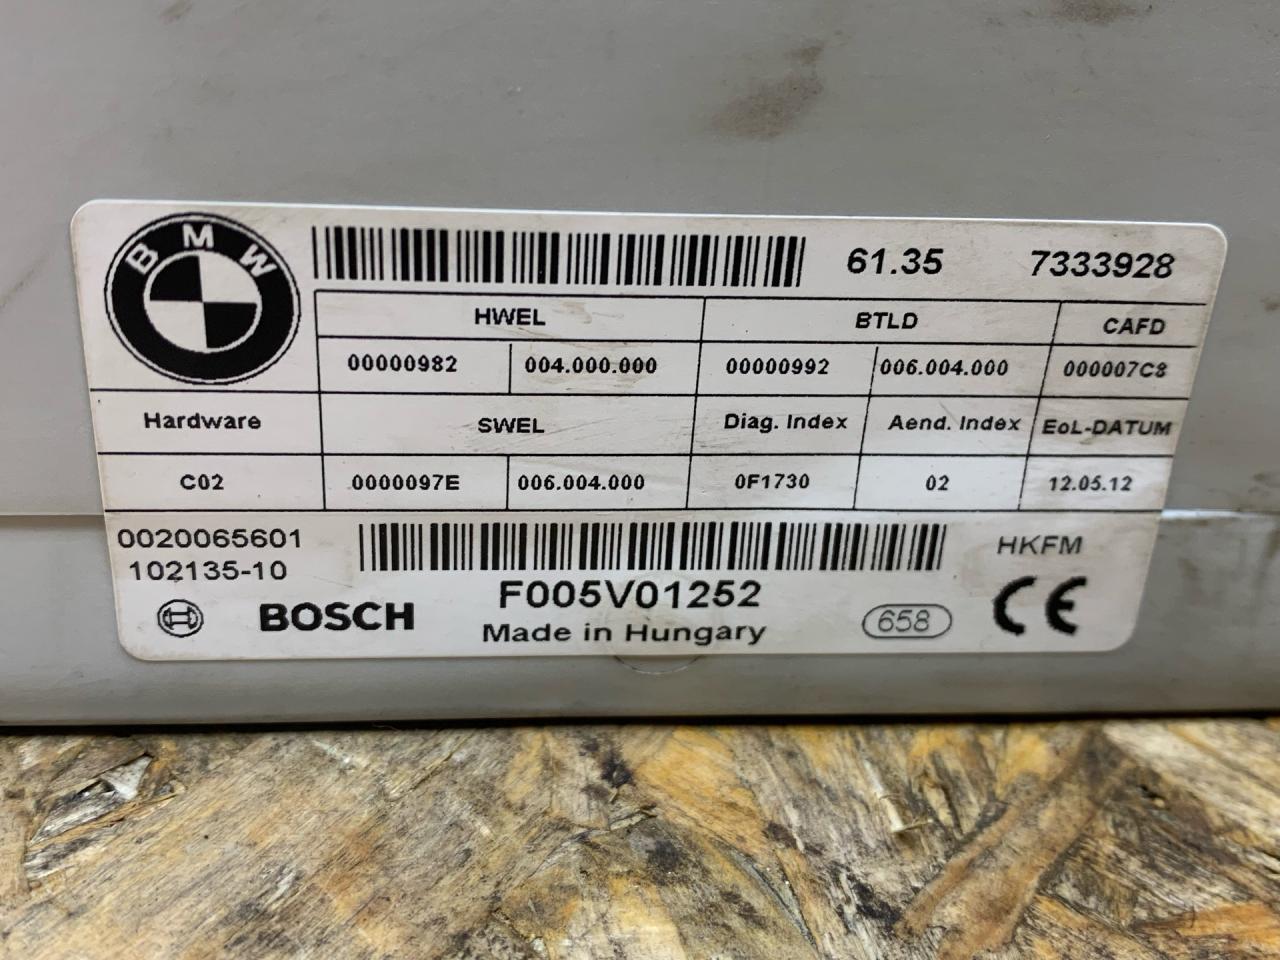 BMW
61.35 7333928
HWEL BTLD CAFD
00000982 004.000.000 00000992 006.004.000 000007C8
Hardware SWEL Diag. Index Aend. Index EoL-DATUM
C02 0000097E 006.004.000 0F1730 02 12.05.12
0020065601 HKFM
102135-10
F005V01252
BOSCH Made in Hungary 658 CE